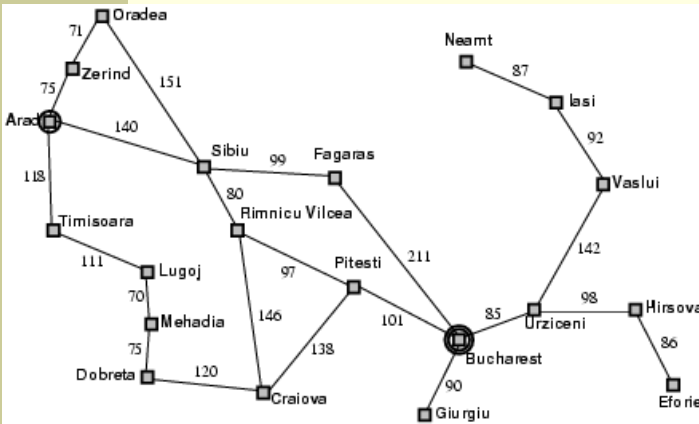 Oradea
71
Neamt
Zerind
87
75
151
Iasi
Arad
140
92
Sibiu
Fagaras
99
118
80
Vaslui
Timisoara
Rimnicu Vilcea
111
Lugoj
97
Pitesti
211
142
70
146
98
Hirsova
Mehadia
101
85
Urziceni
75
138
86
Bucharest
Dobreta
120
90
Craiova
Eforie
Giurgiu